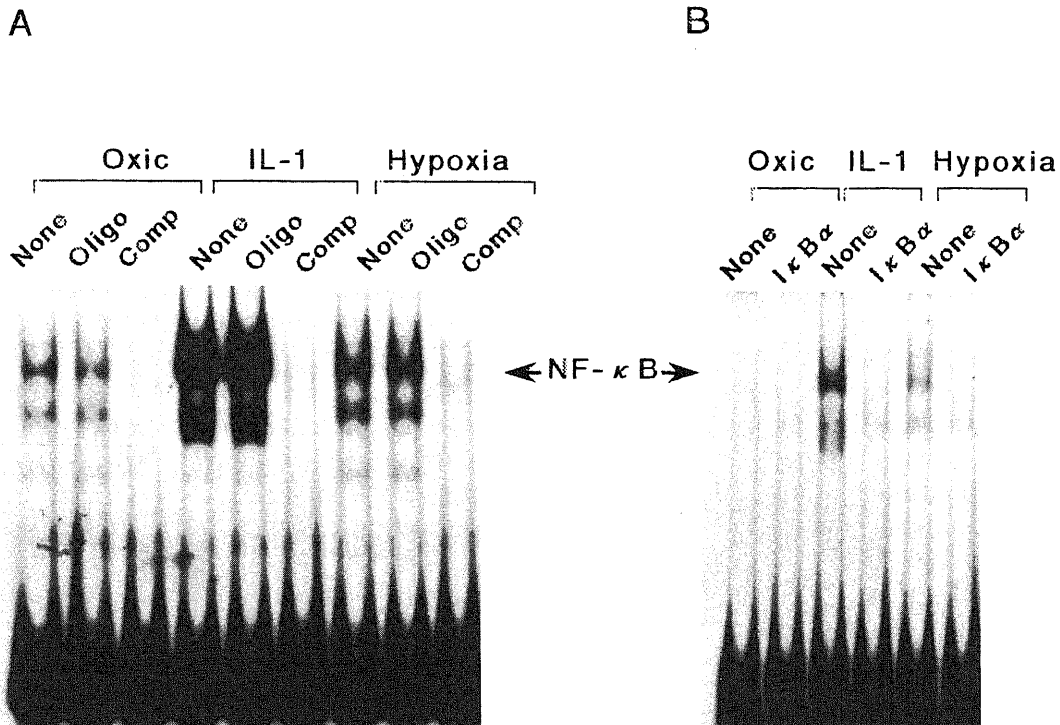 A
B
Oxic IL-1 Hypoxia
None Oligo Comp None Oligo Comp None Oligo Comp
Oxic IL-1 Hypoxia
None IκBα None IκBα None IκBα
NF-κB